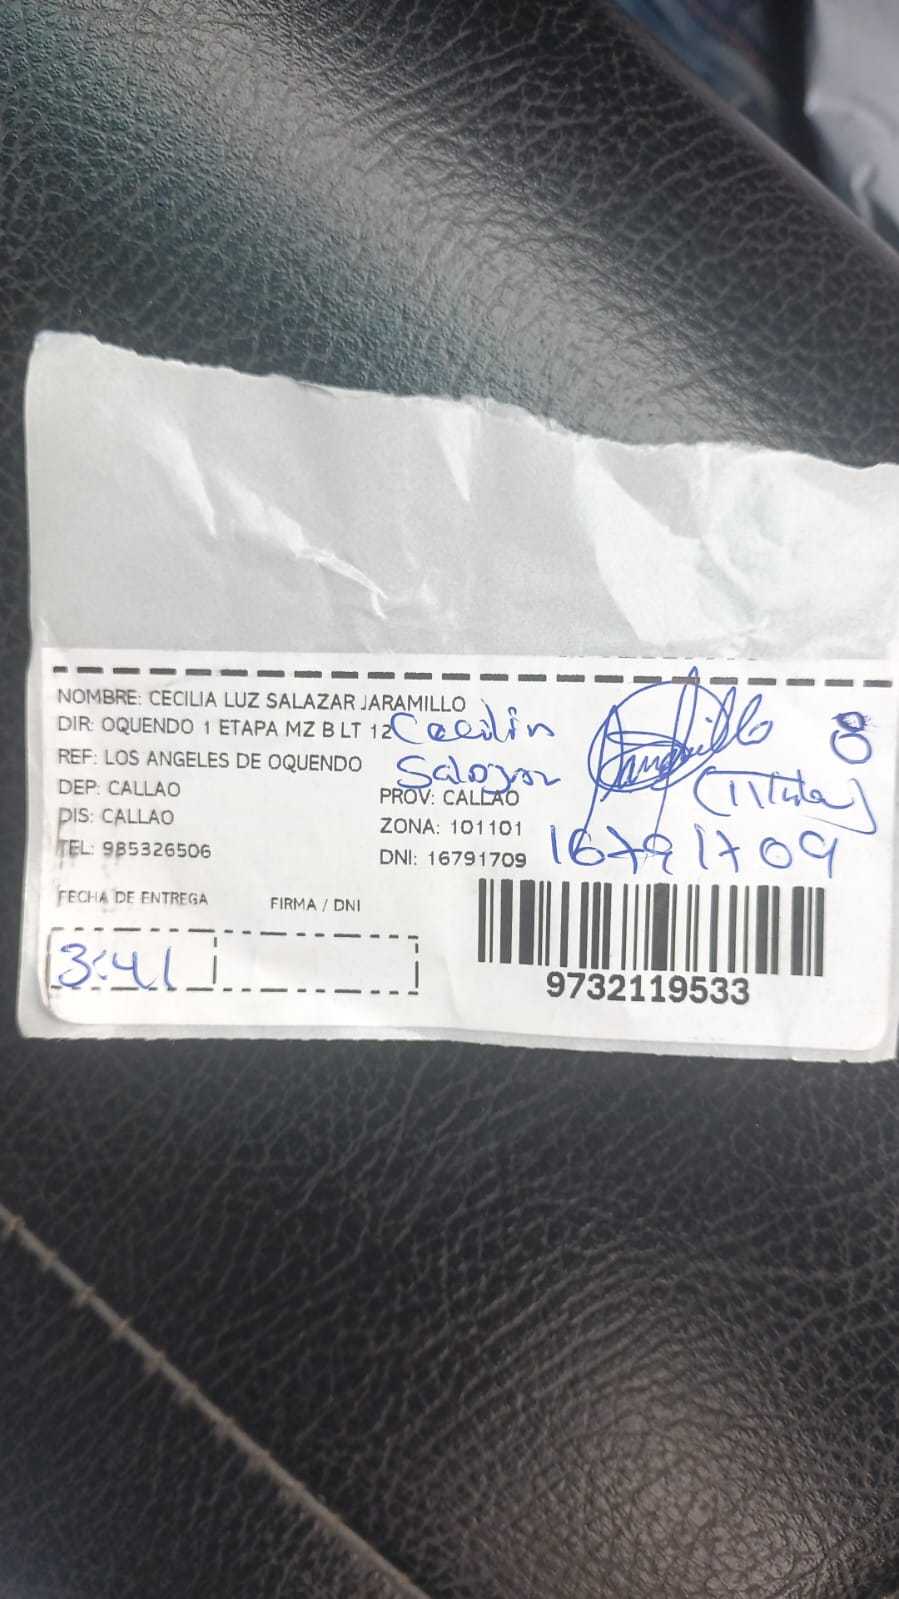 NOMBRE: CECILIA LUZ SALAZAR JARAMILLO
DIR: OQUENDO 1 ETAPA MZ B LT 12
Cecilia
REF: LOS ANGELES DE OQUENDO
Salazar
8
(Titular)
DEP: CALLAO
PROV: CALLAO
DIS: CALLAO
ZONA: 101101
TEL: 985326506
DNI: 16791709
16791709
FECHA DE ENTREGA
FIRMA / DNI
3:41
9732119533